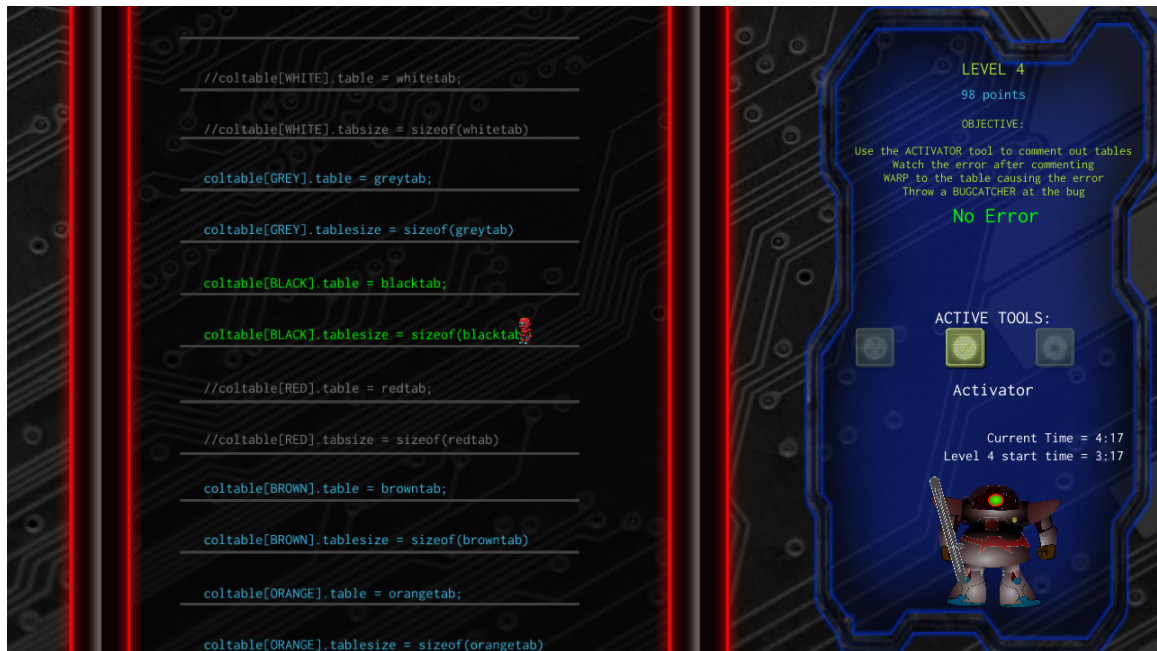 //coltable[WHITE].table = whitetab;
//coltable[WHITE].tabsize = sizeof(whitetab)
coltable[GREY].table = greytab;
coltable[GREY].tablesize = sizeof(greytab)
coltable[BLACK].table = blacktab;
coltable[BLACK].tablesize = sizeof(blacktab
//coltable[RED].table = redtab;
//coltable[RED].tabsize = sizeof(redtab)
coltable[BROWN].table = browntab;
coltable[BROWN].tablesize = sizeof(browntab)
coltable[ORANGE].table = orangetab;
coltable[ORANGE].tablesize = sizeof(orangetab)
LEVEL 4
98 points
OBJECTIVE:
Use the ACTIVATOR tool to comment out tables
Watch the error after commenting
WARP to the table causing the error
Throw a BUGCATCHER at the bug
No Error
ACTIVE TOOLS:
Activator
Current Time = 4:17
Level 4 start time = 3:17